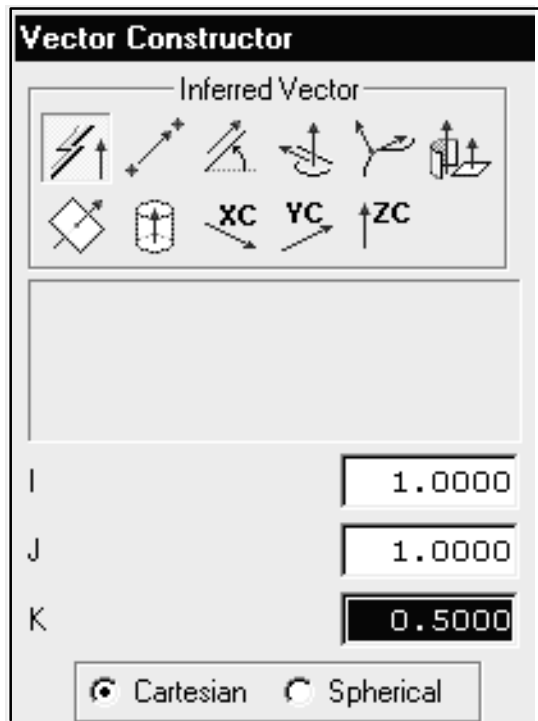 Vector Constructor
Inferred Vector
XC YC ZC
I 1.0000
J 1.0000
K 0.5000
Cartesian Spherical